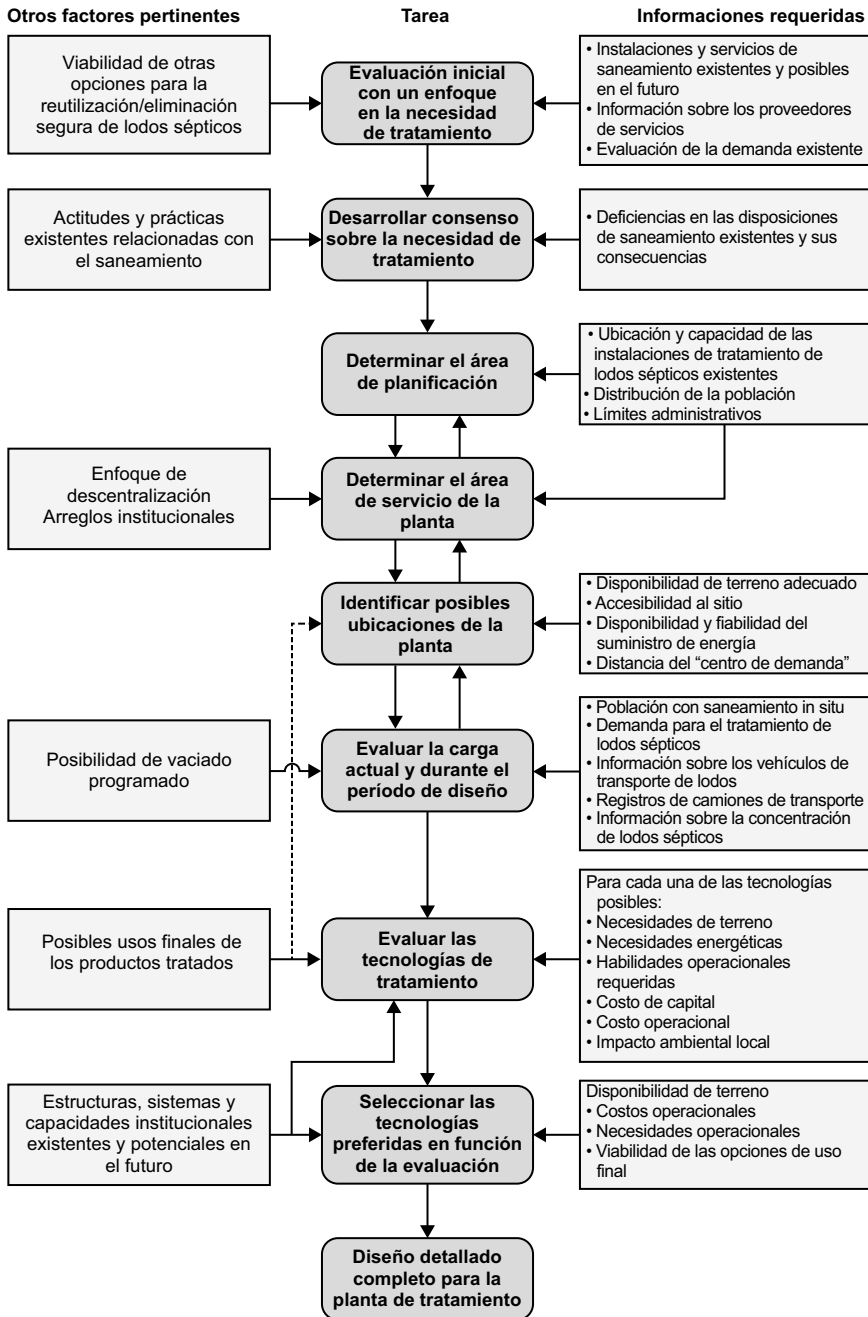 Otros factores pertinentes
Tarea
Informaciones requeridas
Viabilidad de otras
opciones para la
reutilización/eliminación
segura de lodos sépticos
Evaluación inicial
con un enfoque
en la necesidad
de tratamiento
• Instalaciones y servicios de
saneamiento existentes y posibles
en el futuro
• Información sobre los proveedores
de servicios
• Evaluación de la demanda existente
Actitudes y prácticas
existentes relacionadas con
el saneamiento
Desarrollar consenso
sobre la necesidad de
tratamiento
• Deficiencias en las disposiciones
de saneamiento existentes y sus
consecuencias
Determinar el área
de planificación
• Ubicación y capacidad de las
instalaciones de tratamiento de
lodos sépticos existentes
• Distribución de la población
• Límites administrativos
Enfoque de
descentralización
Arreglos institucionales
Determinar el área
de servicio de la
planta
Identificar posibles
ubicaciones de la
planta
• Disponibilidad de terreno adecuado
• Accesibilidad al sitio
• Disponibilidad y fiabilidad del
suministro de energía
• Distancia del “centro de demanda”
Posibilidad de vaciado
programado
Evaluar la carga
actual y durante el
período de diseño
• Población con saneamiento in situ
• Demanda para el tratamiento de
lodos sépticos
• Información sobre los vehículos de
transporte de lodos
• Registros de camiones de transporte
• Información sobre la concentración
de lodos sépticos
Posibles usos finales de
los productos tratados
Evaluar las
tecnologías de
tratamiento
Para cada una de las tecnologías
posibles:
• Necesidades de terreno
• Necesidades energéticas
• Habilidades operacionales
requeridas
• Costo de capital
• Costo operacional
• Impacto ambiental local
Estructuras, sistemas y
capacidades institucionales
existentes y potenciales en
el futuro
Seleccionar las
tecnologías
preferidas en función
de la evaluación
Disponibilidad de terreno
• Costos operacionales
• Necesidades operacionales
• Viabilidad de las opciones de uso
final
Diseño detallado
completo para la
planta de tratamiento